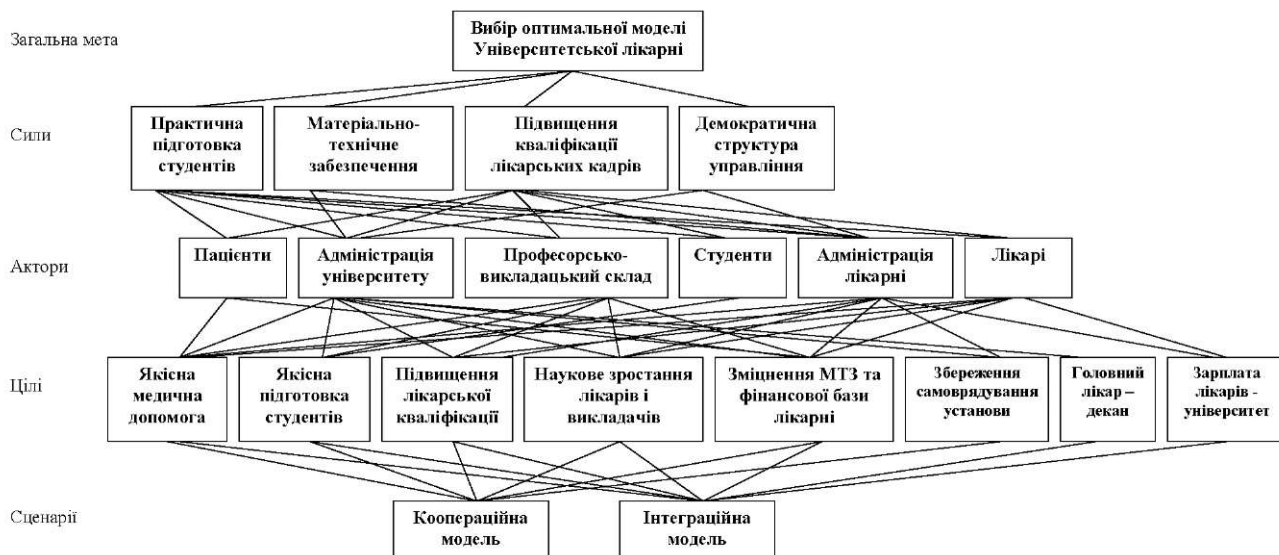 Загальна мета
Вибір оптимальної моделі
Університетської лікарні
Сили
Практична
підготовка
студентів
Матеріально-
технічне
забезпечення
Підвищення
кваліфікації
лікарських кадрів
Демократична
структура
управління
Актори
Пацієнти
Адміністрація
університету
Професорсько-
викладацький склад
Студенти
Адміністрація
лікарні
Лікарі
Цілі
Якісна
медична
допомога
Якісна
підготовка
студентів
Підвищення
лікарської
кваліфікації
Наукове зростання
лікарів і
викладачів
Зміцнення МТЗ та
фінансової бази
лікарні
Збереження
самоврядування
установи
Головний
лікар –
декан
Зарплата
лікарів -
університет
Сценарії
Коопераційна
модель
Інтеграційна
модель